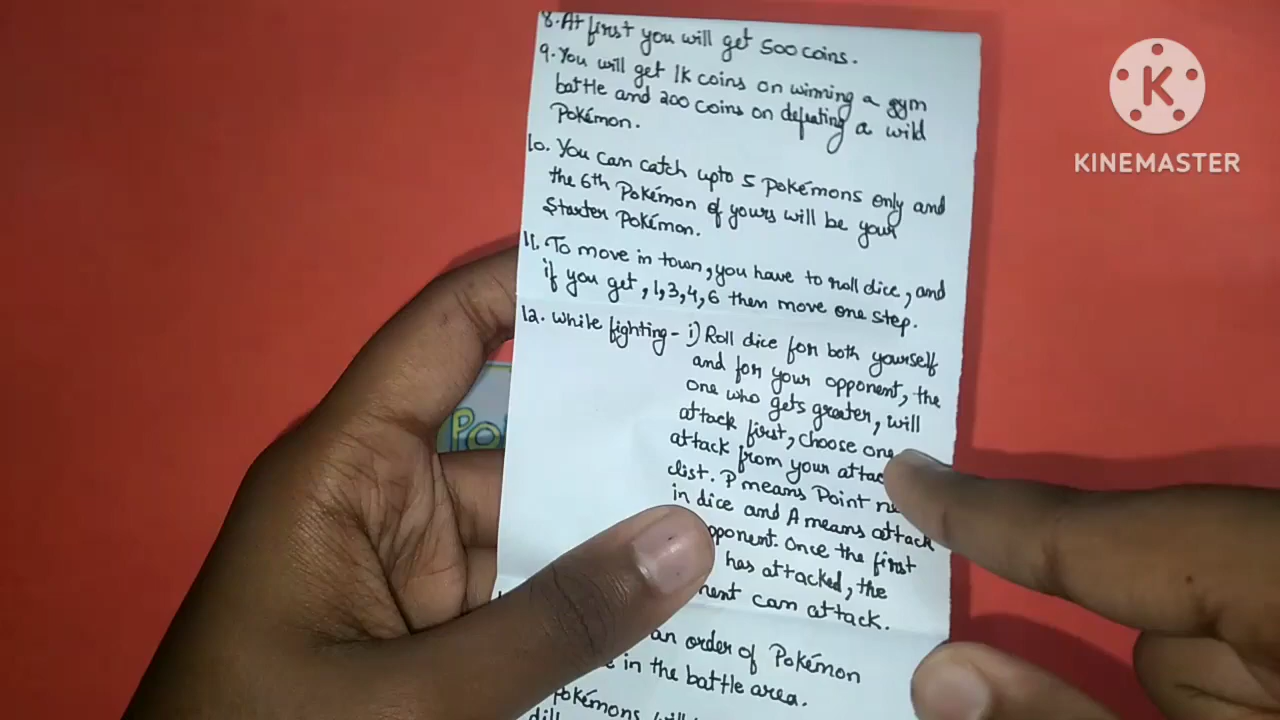 8. At first you will get 500 coins.
9. You will get 1k coins on winning a gym
battle and 200 coins on defeating a wild
Pokémon.
10. You can catch upto 5 pokémons only and
the 6th Pokémon of yours will be your
Starter Pokémon.
11. To move in town, you have to roll dice, and
if you get, 1,3,4,6 then move one step.
12. While fighting - i) Roll dice for both yourself
and for your opponent, the
one who gets greater, will
attack first, choose one
attack from your attac
list. P means Point
in dice and A means attack
pponent. Once the first
has attacked, the
nent can attack.
an order of Pokémon
in the battle area.
pokémons
Po
K
KINEMASTER